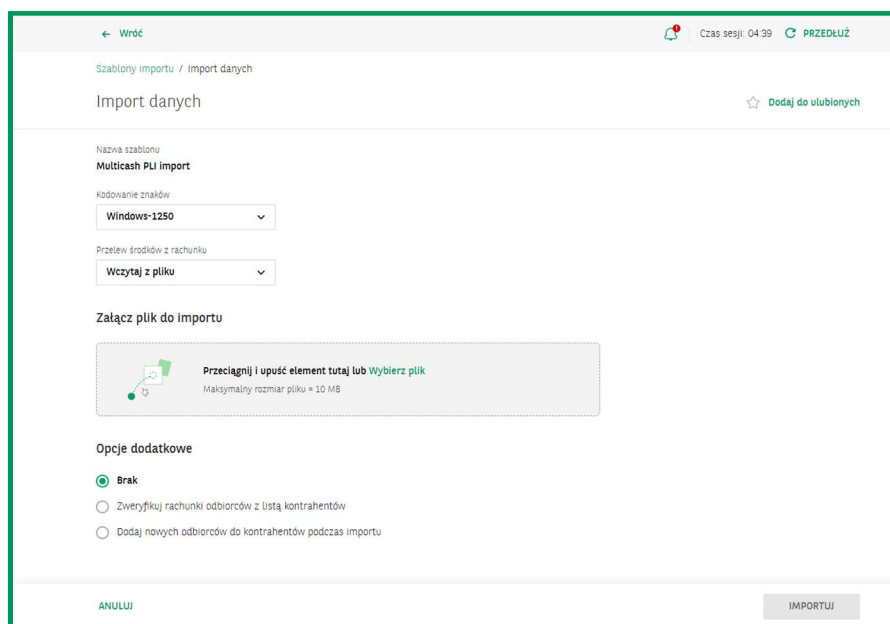 ← Wróć
Czas sesji: 04:39 PRZEDŁUŻ
Szablony importu / Import danych
Import danych
Dodaj do ulubionych
Nazwa szablonu
Multicash PLI import
Kodowanie znaków
Windows-1250
Przelew środków z rachunku
Wczytaj z pliku
Załącz plik do importu
Przeciągnij i upuść element tutaj lub Wybierz plik
Maksymalny rozmiar pliku = 10 MB
Opcje dodatkowe
Brak
Zweryfikuj rachunki odbiorców z listą kontrahentów
Dodaj nowych odbiorców do kontrahentów podczas importu
ANULUJ
IMPORTUJ